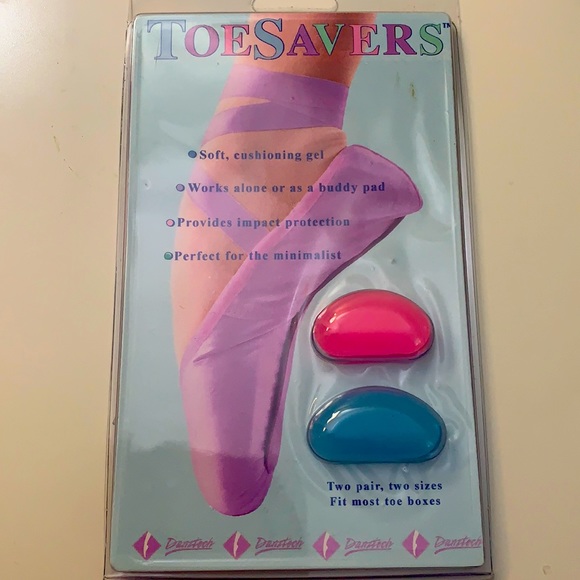 TOESAVERS™
Soft, cushioning gel
Works alone or as a buddy pad
Provides impact protection
Perfect for the minimalist
Two pair, two sizes
Fit most toe boxes
Danztech Danztech Danztech Danztech